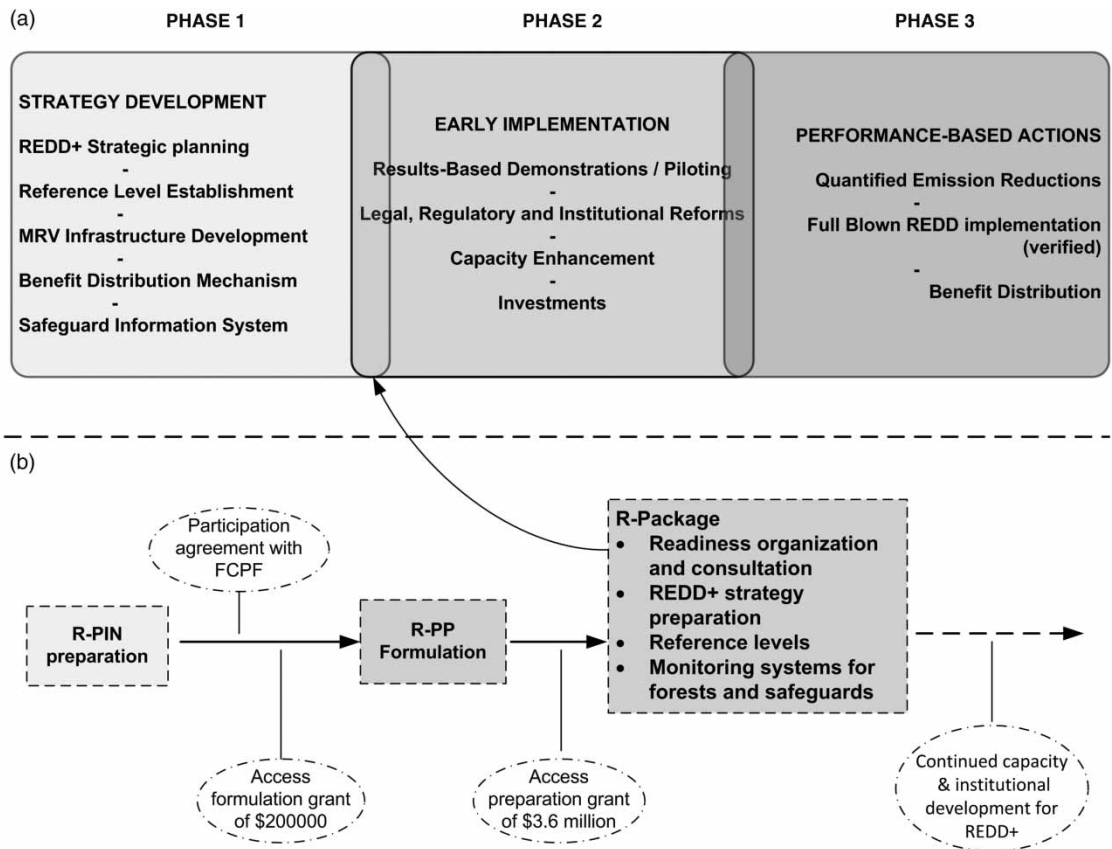 (a)
PHASE 1
PHASE 2
PHASE 3
STRATEGY DEVELOPMENT
REDD+ Strategic planning
-
Reference Level Establishment
-
MRV Infrastructure Development
-
Benefit Distribution Mechanism
-
Safeguard Information System
EARLY IMPLEMENTATION
Results-Based Demonstrations / Piloting
-
Legal, Regulatory and Institutional Reforms
-
Capacity Enhancement
-
Investments
PERFORMANCE-BASED ACTIONS
Quantified Emission Reductions
-
Full Blown REDD implementation
(verified)
-
Benefit Distribution
(b)
Participation
agreement with
FCPF
R-PIN
preparation
R-PP
Formulation
R-Package
• Readiness organization
and consultation
• REDD+ strategy
preparation
• Reference levels
• Monitoring systems for
forests and safeguards
Access
formulation grant
of $200000
Access
preparation grant
of $3.6 million
Continued capacity
& institutional
development for
REDD+